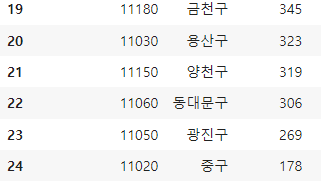 19 11180 금천구 345
20 11030 용산구 323
21 11150 양천구 319
22 11060 동대문구 306
23 11050 광진구 269
24 11020 중구 178